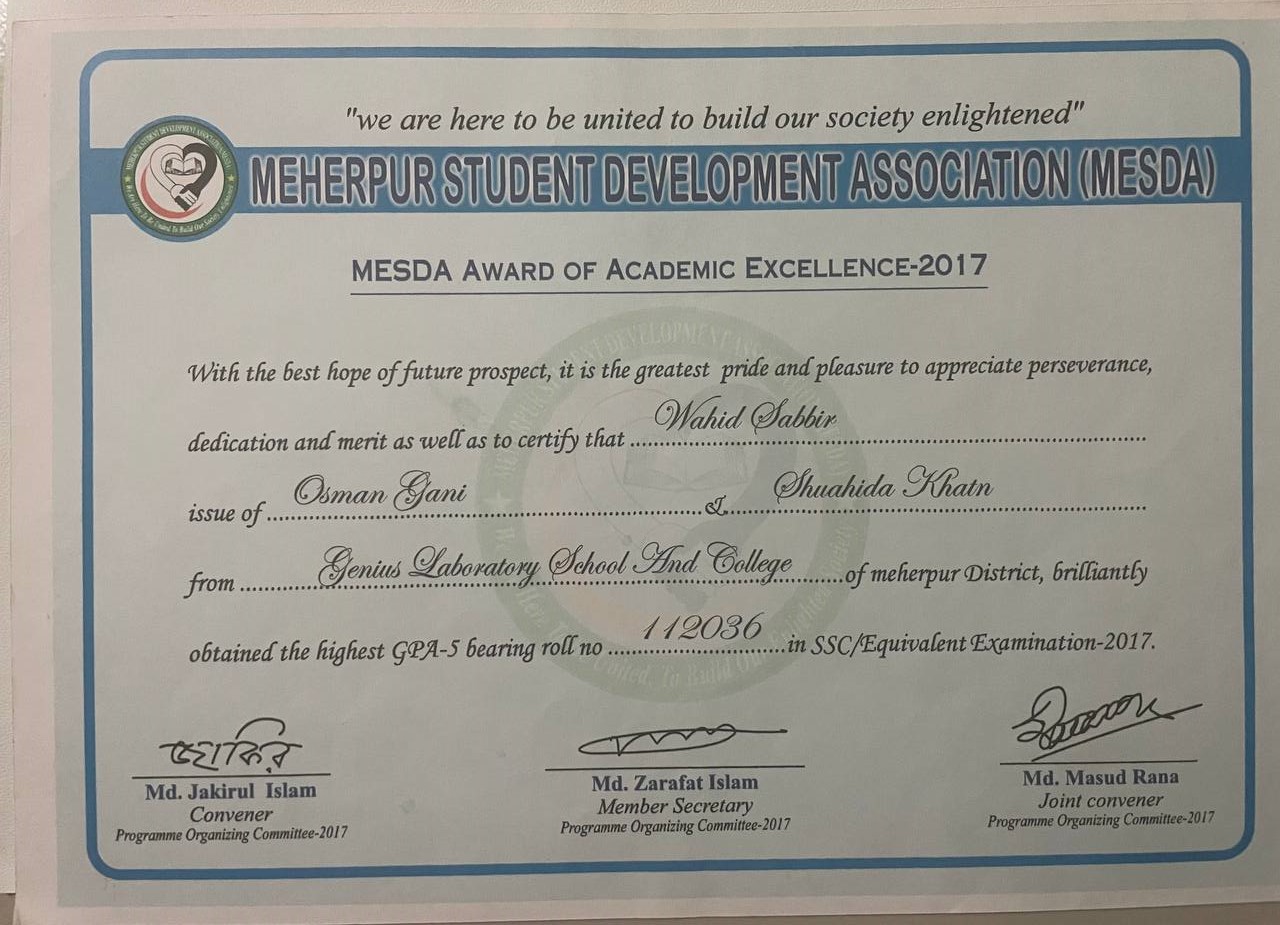 "we are here to be united to build our society enlightened"
MEHERPUR STUDENT DEVELOPMENT ASSOCIATION (MESDA)
MESDA AWARD OF ACADEMIC EXCELLENCE-2017
With the best hope of future prospect, it is the greatest pride and pleasure to appreciate perseverance,
dedication and merit as well as to certify that Wahid Sabbir
issue of Osman Gani & Shuahida Khatn
from Genius Laboratory School And College of meherpur District, brilliantly
obtained the highest GPA-5 bearing roll no 112036 in SSC/Equivalent Examination-2017.
জাকির
Md. Jakirul Islam
Convener
Programme Organizing Committee-2017
Md. Zarafat Islam
Member Secretary
Programme Organizing Committee-2017
Md. Masud Rana
Joint convener
Programme Organizing Committee-2017